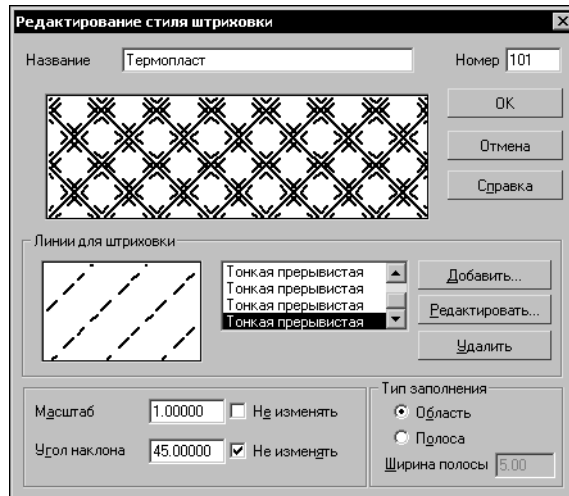 Редактирование стиля штриховки
Название Термопласт Номер 101
OK
Отмена
Справка
Линии для штриховки
Тонкая прерывистая
Тонкая прерывистая
Тонкая прерывистая
Тонкая прерывистая
Добавить...
Редактировать...
Удалить
Масштаб 1.00000 Не изменять
Угол наклона 45.00000 Не изменять
Тип заполнения
Область
Полоса
Ширина полосы 5.00